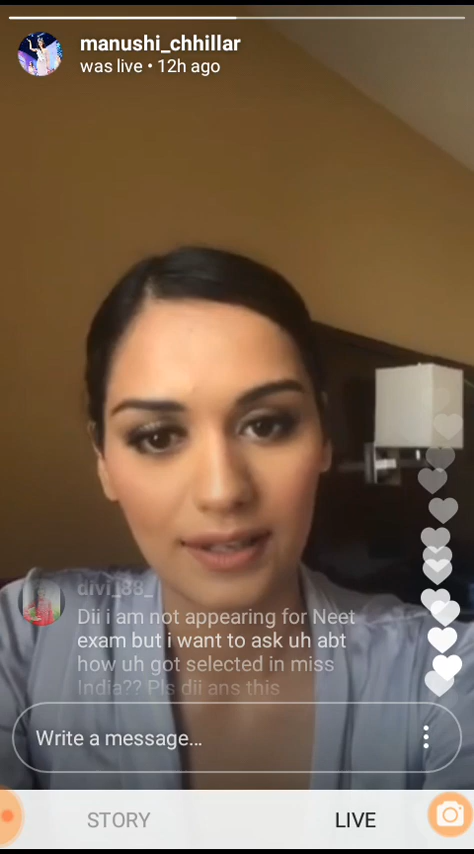 manushi_chhillar
was live • 12h ago
divi_88_
Dii i am not appearing for Neet
exam but i want to ask uh abt
how uh got selected in miss
India?? Pls dii ans this
Write a message...
STORY
LIVE